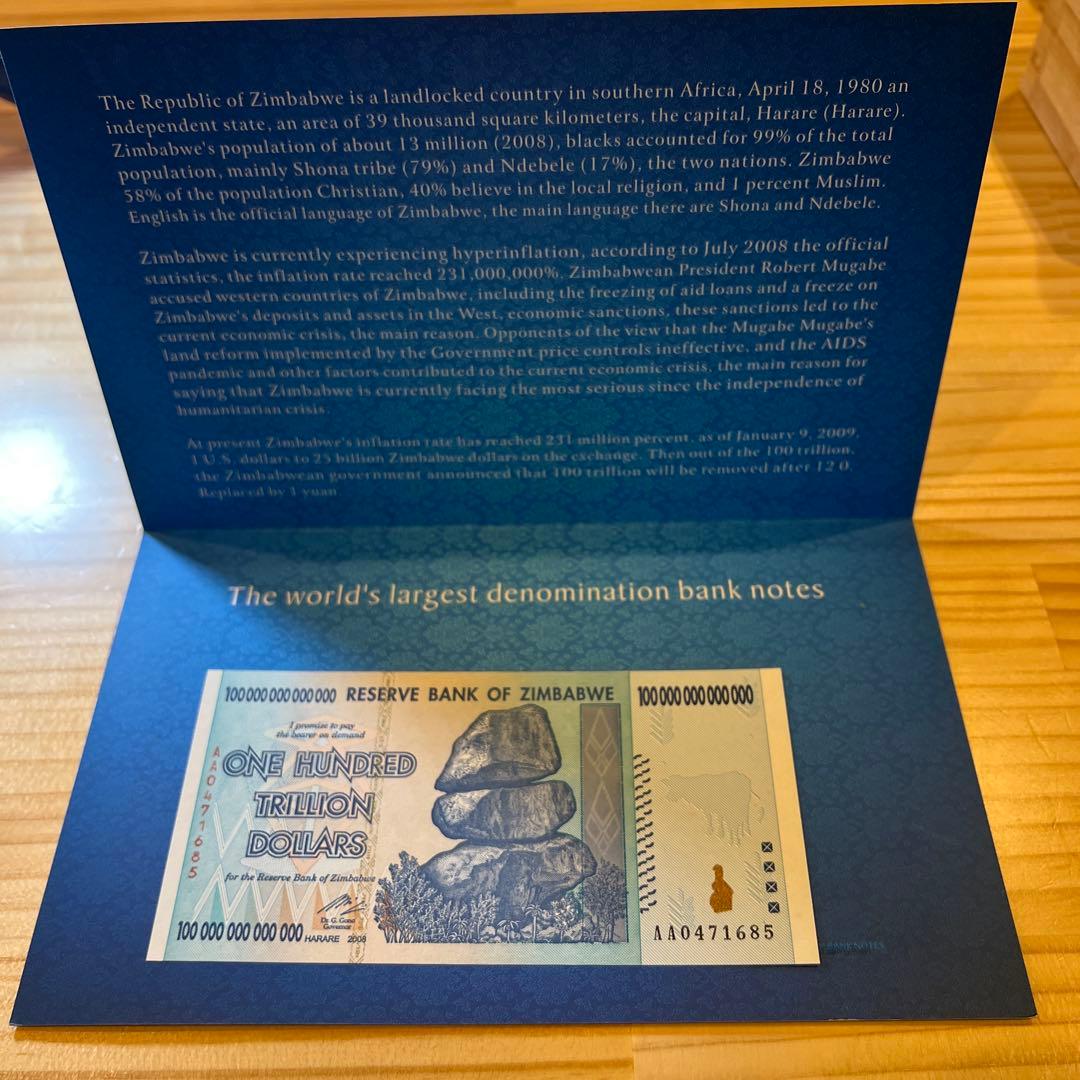 The Republic of Zimbabwe is a landlocked country in southern Africa, April 18, 1980 an
independent state, an area of 39 thousand square kilometers, the capital, Harare (Harare).
Zimbabwe's population of about 13 million (2008), blacks accounted for 99% of the total
population, mainly Shona tribe (79%) and Ndebele (17%), the two nations. Zimbabwe
58% of the population Christian, 40% believe in the local religion, and 1 percent Muslim.
English is the official language of Zimbabwe, the main language there are Shona and Ndebele.
Zimbabwe is currently experiencing hyperinflation, according to July 2008 the official
statistics, the inflation rate reached 231,000,000%. Zimbabwean President Robert Mugabe
accused western countries of Zimbabwe, including the freezing of aid loans and a freeze on
Zimbabwe's deposits and assets in the West, economic sanctions, these sanctions led to the
current economic crisis, the main reason. Opponents of the view that the Mugabe Mugabe's
land reform implemented by the Government price controls ineffective, and the AIDS
pandemic and other factors contributed to the current economic crisis, the main reason for
saying that Zimbabwe is currently facing the most serious since the independence of
humanitarian crisis
At present Zimbabwe's inflation rate has reached 231 million percent, as of January 9, 2009,
1 U.S. dollars to 25 billion Zimbabwe dollars on the exchange. Then out of the 100 trillion,
the Zimbabwean government announced that 100 trillion will be removed after 12 0.
Replaced by 1 yuan
The world's largest denomination bank notes
100 000 000 000 000 RESERVE BANK OF ZIMBABWE 100 000 000 000 000
I promise to pay
the bearer on demand
ONE HUNDRED
TRILLION
DOLLARS
AA0471685
for the Reserve Bank of Zimbabwe
Dr. G. Gono
Governor
100 000 000 000 000 HARARE 2008
AA0471685
BANKNOTES